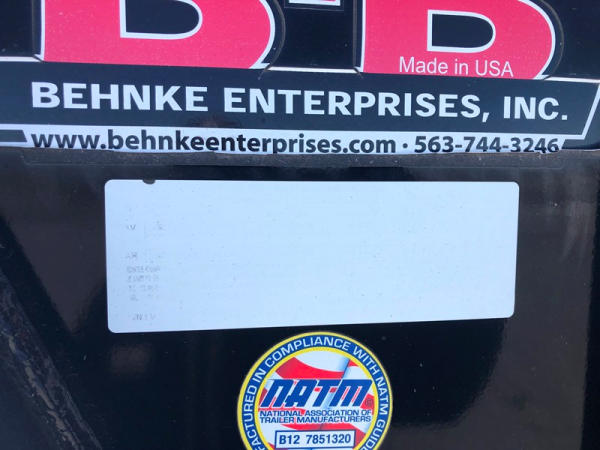 B B
Made in USA
BEHNKE ENTERPRISES, INC.
www.behnkeenterprises.com · 563-744-3246
MANUFACTURED IN COMPLIANCE WITH NATM GUIDE
NATM
NATIONAL ASSOCIATION OF
TRAILER MANUFACTURERS
B12 7851320